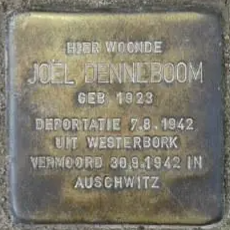 HIER WOONDE
JOEL DENNEBOOM
GEB 1923
DEPORTATIE 7.8.1942
UIT WESTERBORK
VERMOORD 30.9.1942 IN
AUSCHWITZ